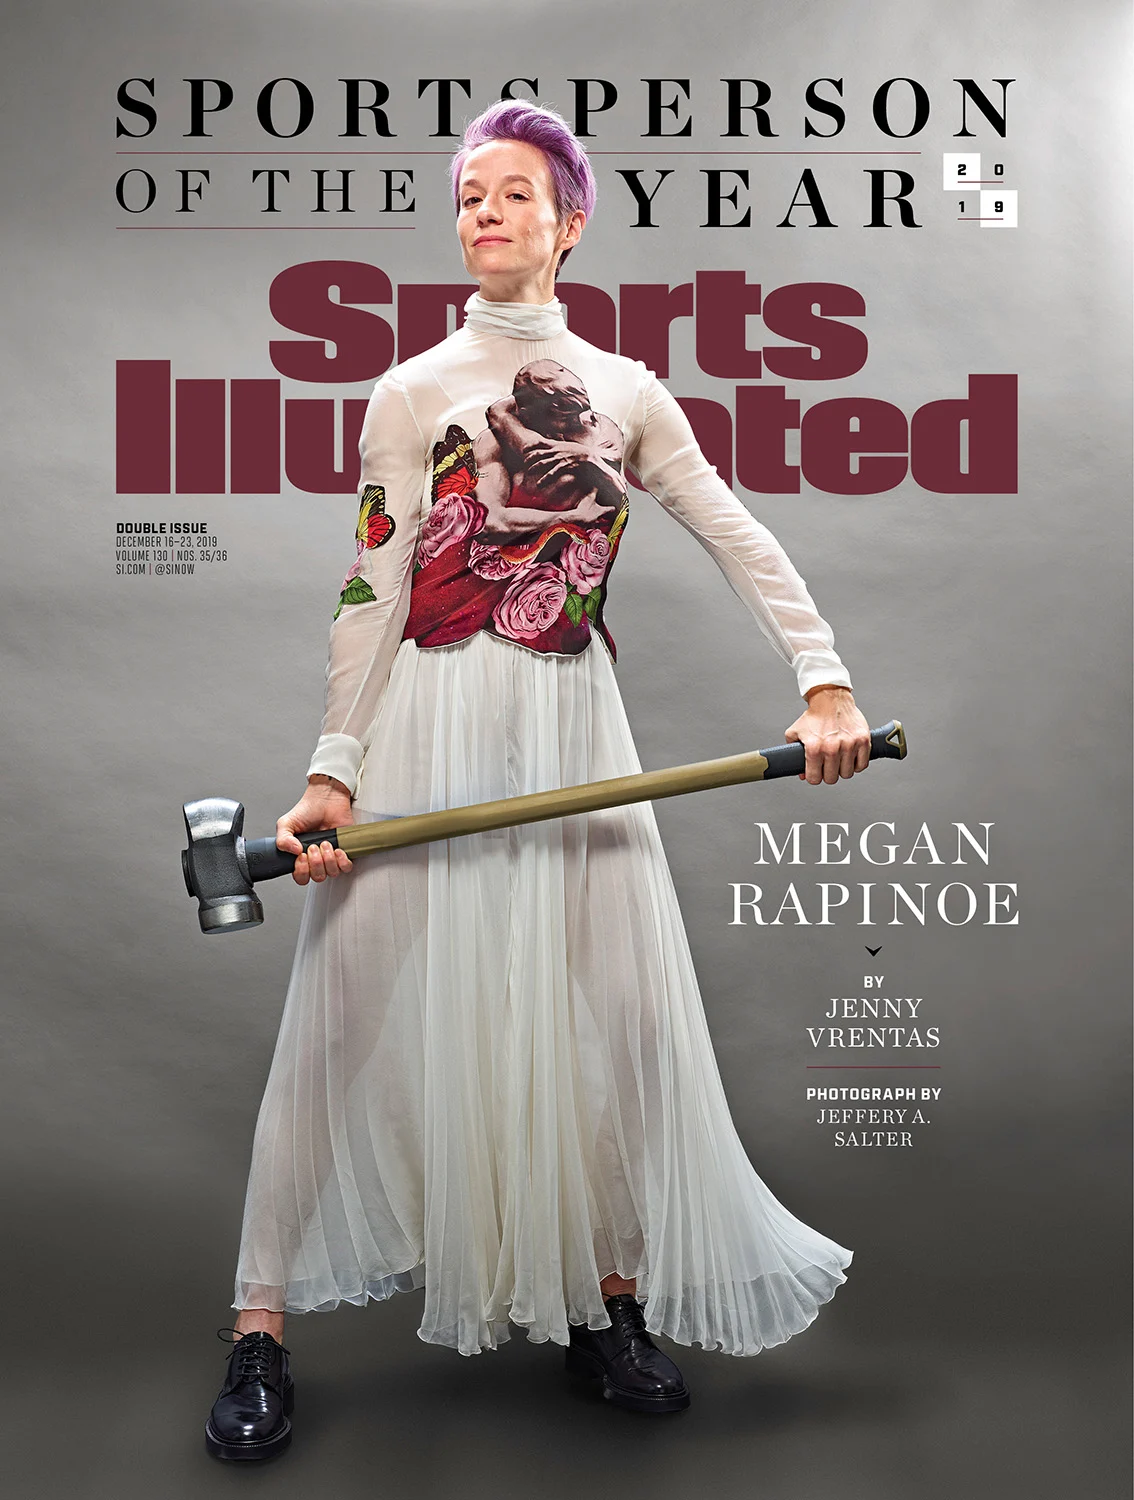 SPORTSPERSON
OF THE YEAR
2 0
1 9
Sports
Illustrated
DOUBLE ISSUE
DECEMBER 16–23, 2019
VOLUME 130 | NOS. 35/36
SI.COM | @SINOW
MEGAN
RAPINOE
BY
JENNY
VRENTAS
PHOTOGRAPH BY
JEFFERY A.
SALTER